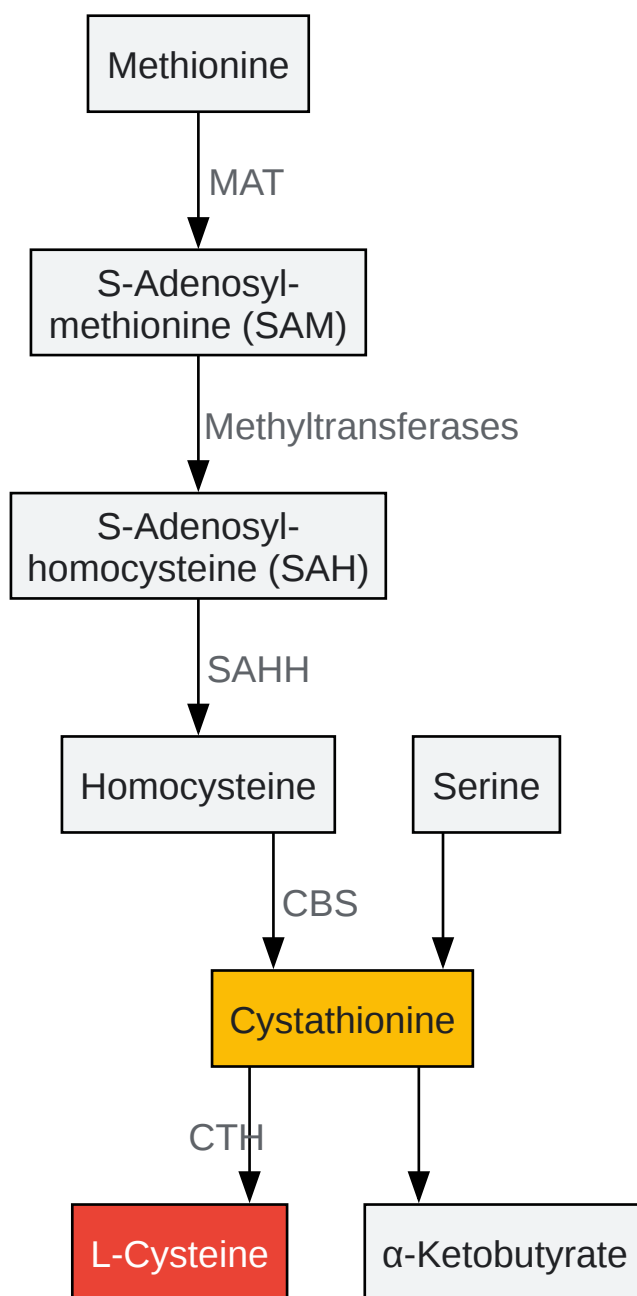 Methionine
MAT
S-Adenosyl-
methionine (SAM)
Methyltransferases
S-Adenosyl-
homocysteine (SAH)
SAHH
Homocysteine
Serine
CBS
Cystathionine
CTH
L-Cysteine
α-Ketobutyrate